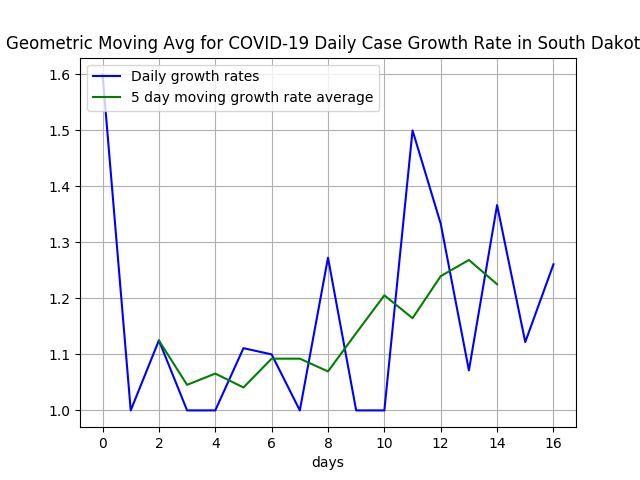 Geometric Moving Avg for COVID-19 Daily Case Growth Rate in South Dakot
Daily growth rates
5 day moving growth rate average
1.6
1.5
1.4
1.3
1.2
1.1
1.0
0 2 4 6 8 10 12 14 16
days